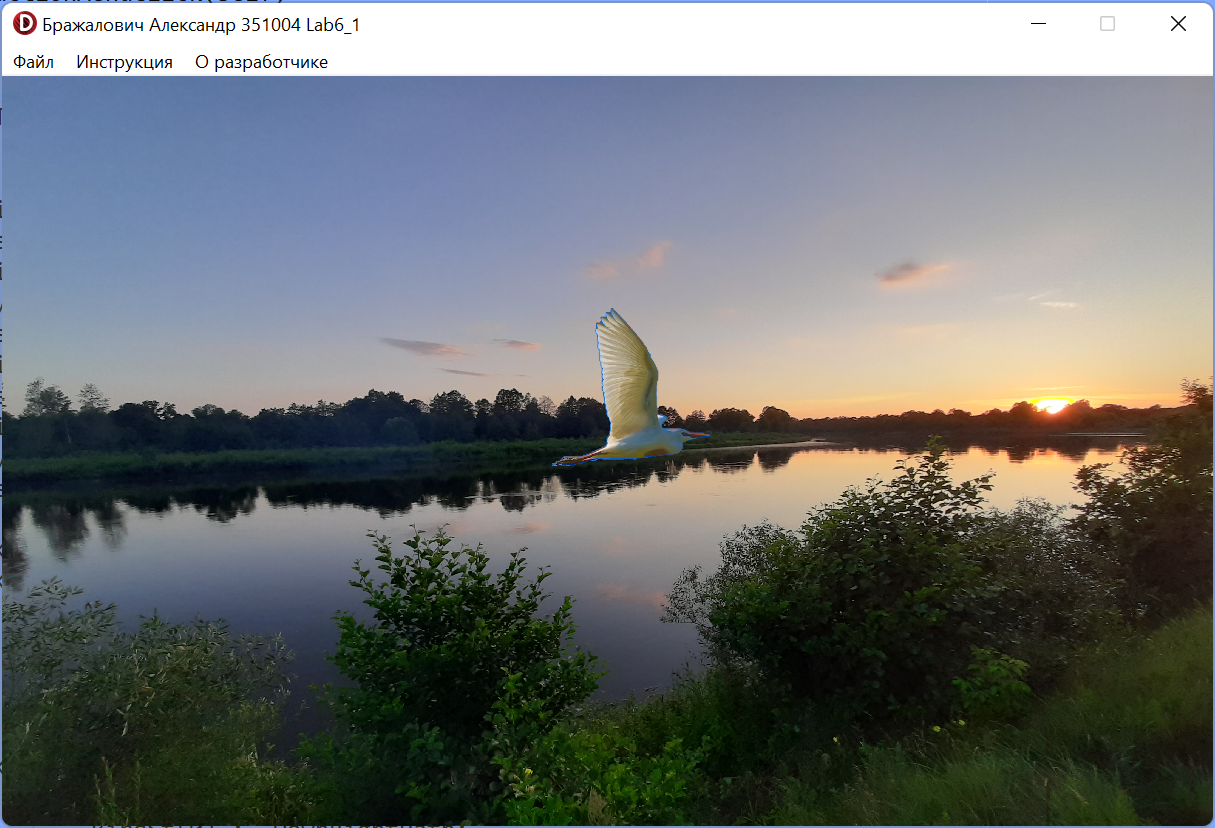 Бражалович Александр 351004 Lab6_1
Файл Инструкция О разработчике